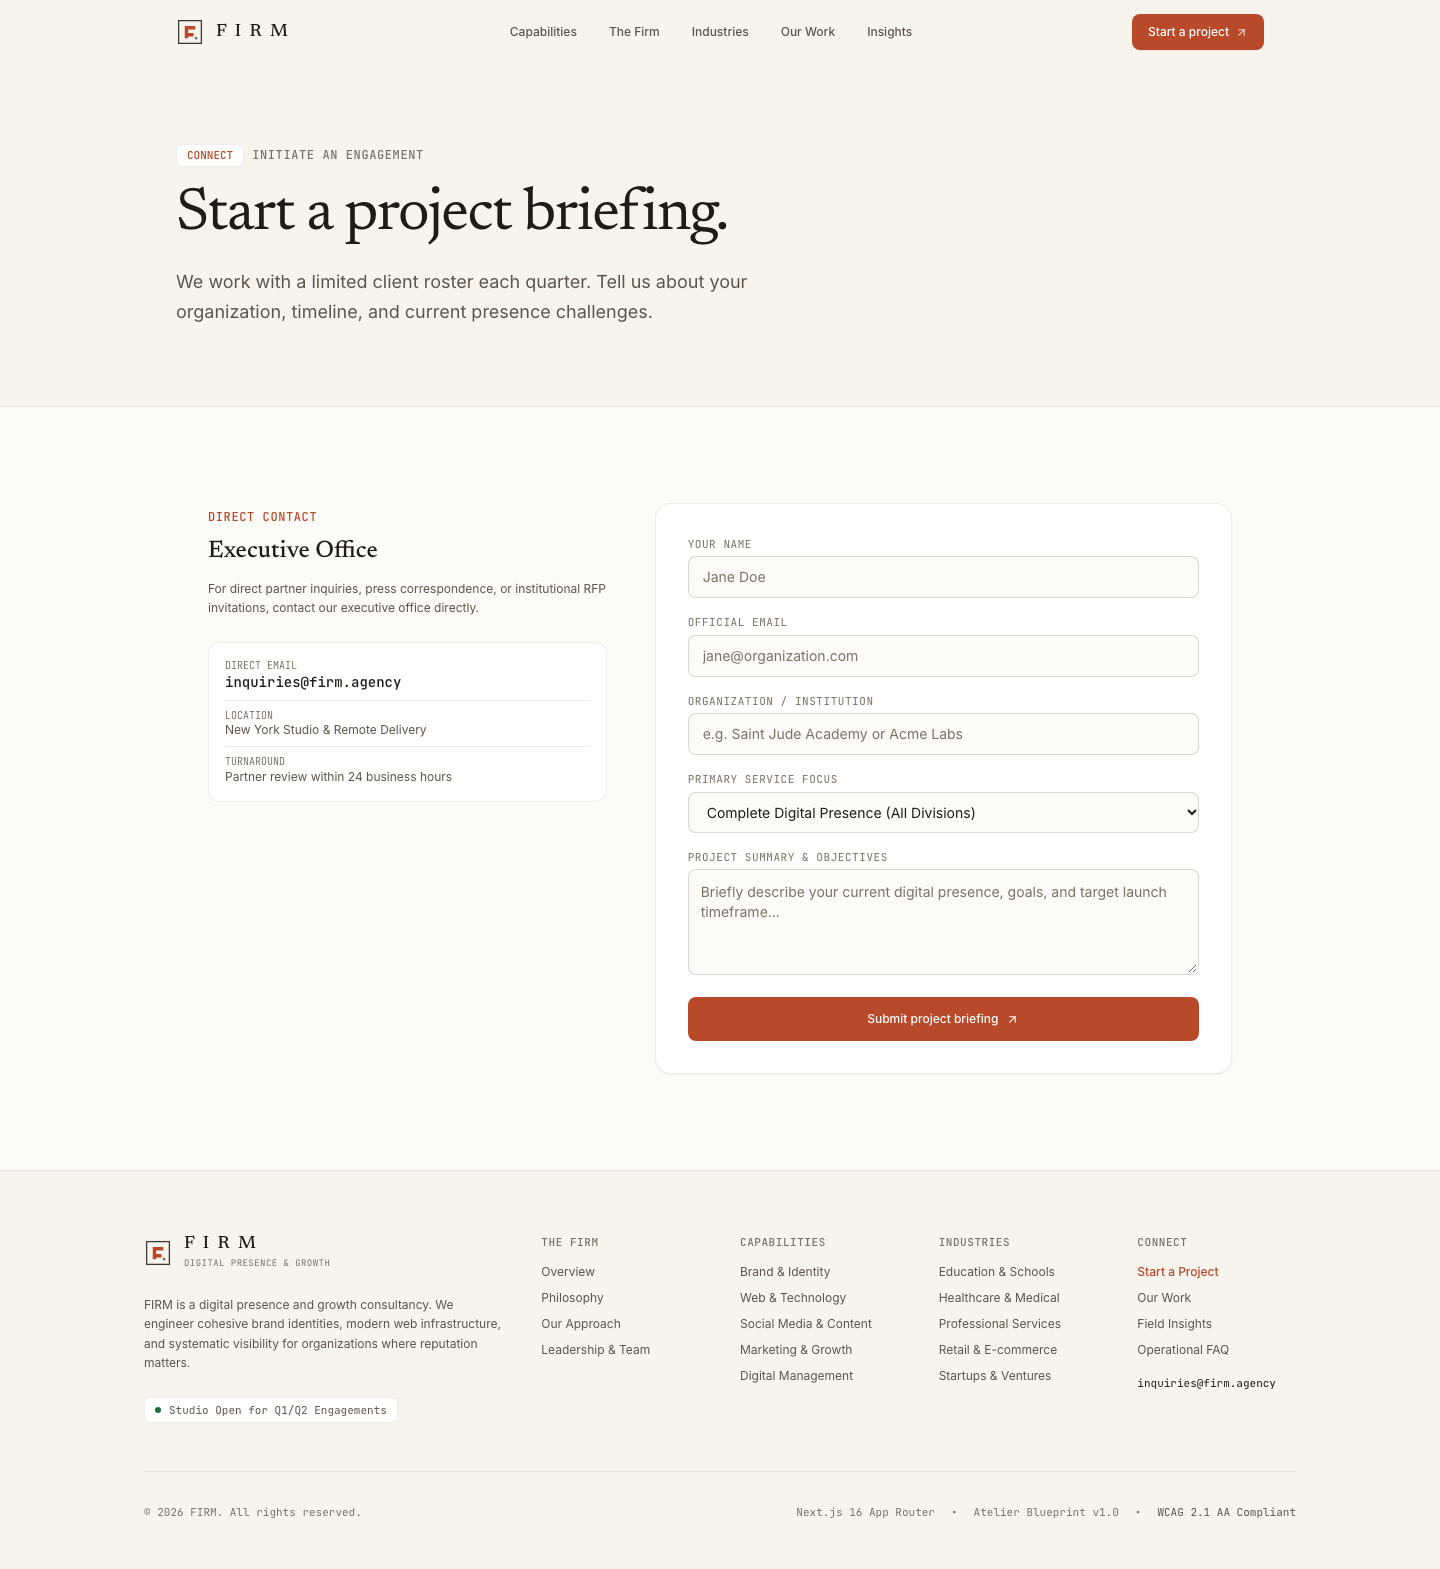 F.
FIRM
Capabilities
The Firm
Industries
Our Work
Insights
Start a project
CONNECT
INITIATE AN ENGAGEMENT
Start a project briefing.
We work with a limited client roster each quarter. Tell us about your
organization, timeline, and current presence challenges.
DIRECT CONTACT
Executive Office
For direct partner inquiries, press correspondence, or institutional RFP
invitations, contact our executive office directly.
DIRECT EMAIL
inquiries@firm.agency
LOCATION
New York Studio & Remote Delivery
TURNAROUND
Partner review within 24 business hours
YOUR NAME
Jane Doe
OFFICIAL EMAIL
jane@organization.com
ORGANIZATION / INSTITUTION
e.g. Saint Jude Academy or Acme Labs
PRIMARY SERVICE FOCUS
Complete Digital Presence (All Divisions)
PROJECT SUMMARY & OBJECTIVES
Briefly describe your current digital presence, goals, and target launch
timeframe...
Submit project briefing
F.
FIRM
DIGITAL PRESENCE & GROWTH
FIRM is a digital presence and growth consultancy. We
engineer cohesive brand identities, modern web infrastructure,
and systematic visibility for organizations where reputation
matters.
Studio Open for Q1/Q2 Engagements
THE FIRM
Overview
Philosophy
Our Approach
Leadership & Team
CAPABILITIES
Brand & Identity
Web & Technology
Social Media & Content
Marketing & Growth
Digital Management
INDUSTRIES
Education & Schools
Healthcare & Medical
Professional Services
Retail & E-commerce
Startups & Ventures
CONNECT
Start a Project
Our Work
Field Insights
Operational FAQ
inquiries@firm.agency
© 2026 FIRM. All rights reserved.
Next.js 16 App Router • Atelier Blueprint v1.0 • WCAG 2.1 AA Compliant